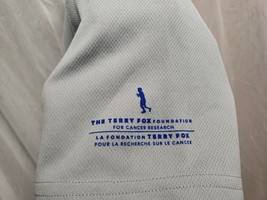 THE TERRY FOX FOUNDATION
FOR CANCER RESEARCH
LA FONDATION TERRY FOX
POUR LA RECHERCHE SUR LE CANCER